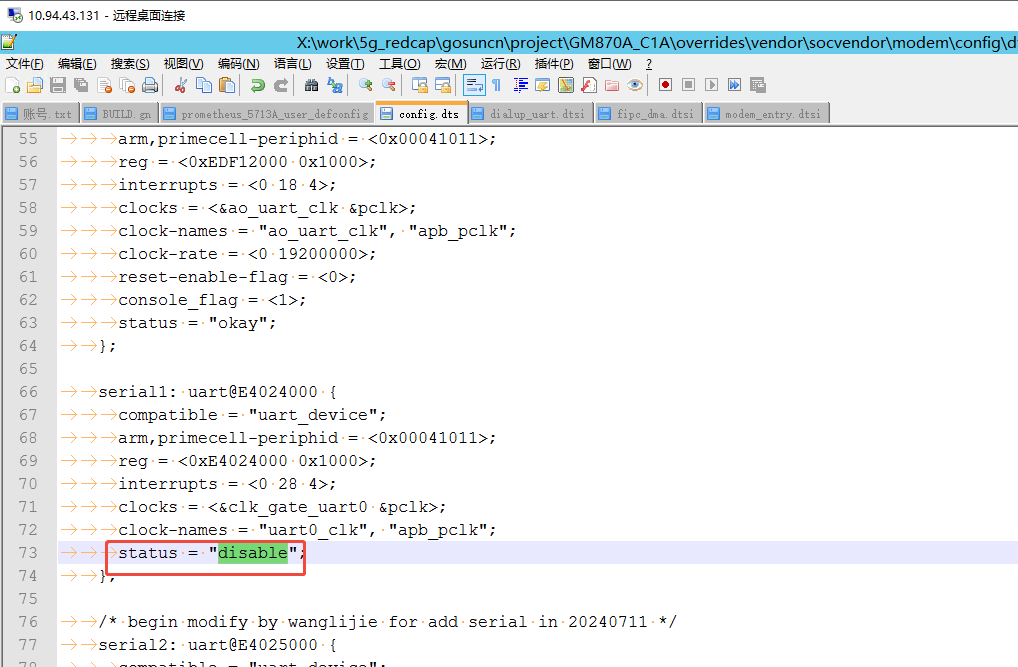 10.94.43.131 - 远程桌面连接
X:\work\5g_redcap\gosuncn\project\GM870A_C1A\overrides\vendor\socvendor\modem\config\d
文件(F) 编辑(E) 搜索(S) 视图(V) 编码(N) 语言(L) 设置(T) 工具(O) 宏(M) 运行(R) 插件(P) 窗口(W) ?
账号.txt BUILD.gn prometheus_5713A_user_defconfig config.dts dialup_uart.dtsi fipc_dma.dtsi modem_entry.dtsi
55 arm,primecell-periphid = <0x00041011>;
56 reg = <0xEDF12000 0x1000>;
57 interrupts = <0 18 4>;
58 clocks = <&ao_uart_clk &pclk>;
59 clock-names = "ao_uart_clk", "apb_pclk";
60 clock-rate = <0 19200000>;
61 reset-enable-flag = <0>;
62 console_flag = <1>;
63 status = "okay";
64 };
65
66 serial1: uart@E4024000 {
67 compatible = "uart_device";
68 arm,primecell-periphid = <0x00041011>;
69 reg = <0xE4024000 0x1000>;
70 interrupts = <0 28 4>;
71 clocks = <&clk_gate_uart0 &pclk>;
72 clock-names = "uart0_clk", "apb_pclk";
73 status = "disable";
74 };
75
76 /* begin modify by wanglijie for add serial in 20240711 */
77 serial2: uart@E4025000 {
78 compatible = "uart_device";